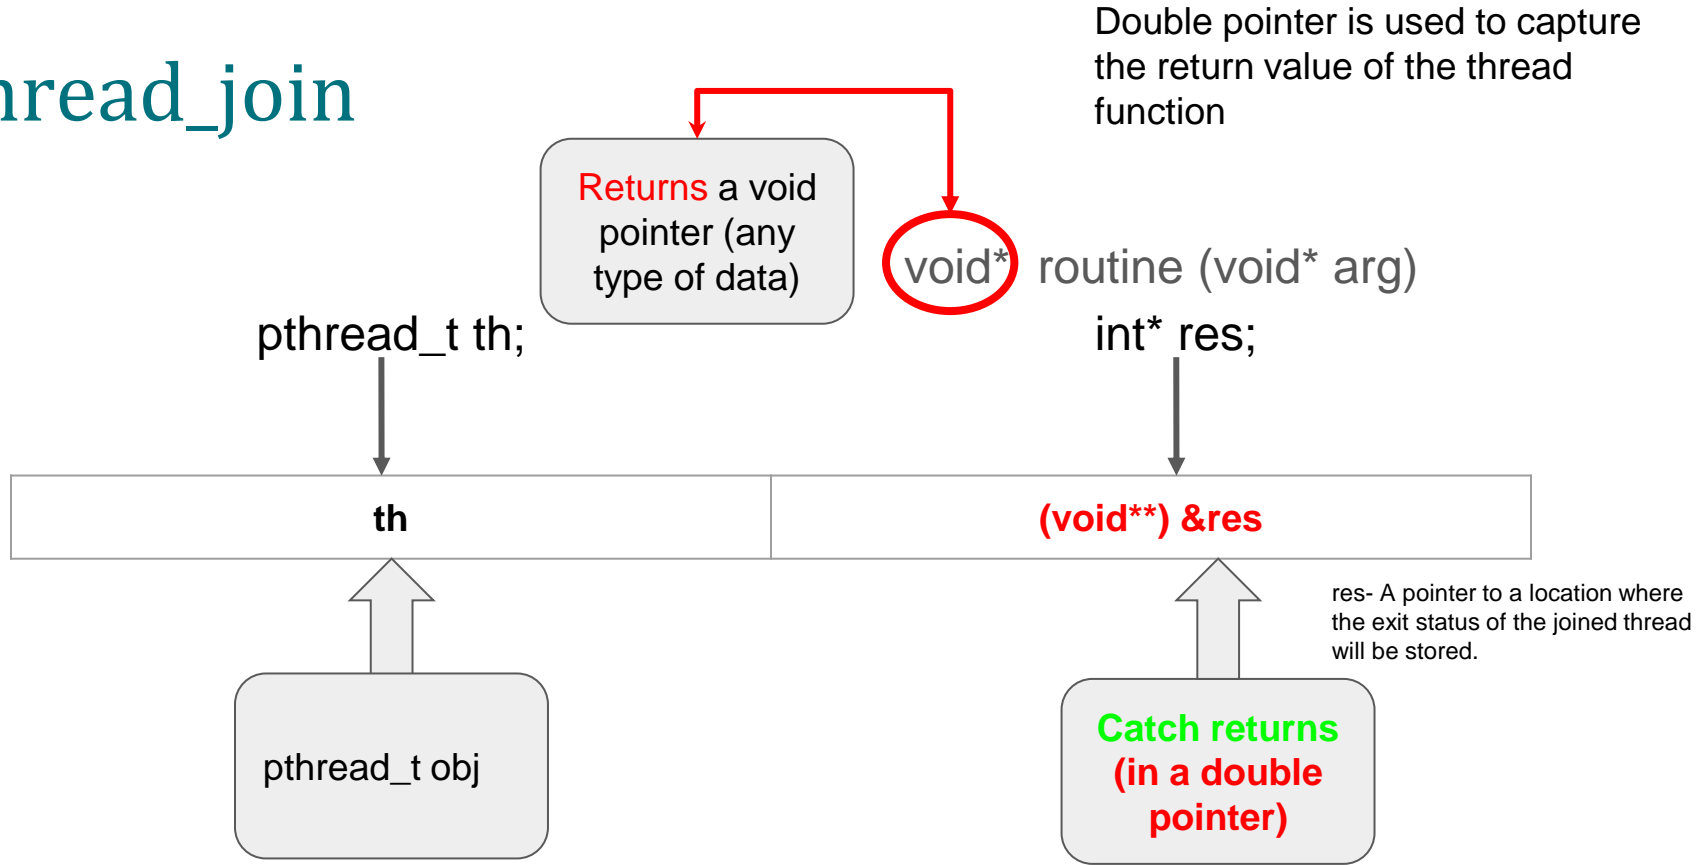 hread_join
Double pointer is used to capture
the return value of the thread
function
Returns a void
pointer (any
type of data)
void* routine (void* arg)
pthread_t th;
int* res;
th
(void**) &res
res- A pointer to a location where
the exit status of the joined thread
will be stored.
pthread_t obj
Catch returns
(in a double
pointer)